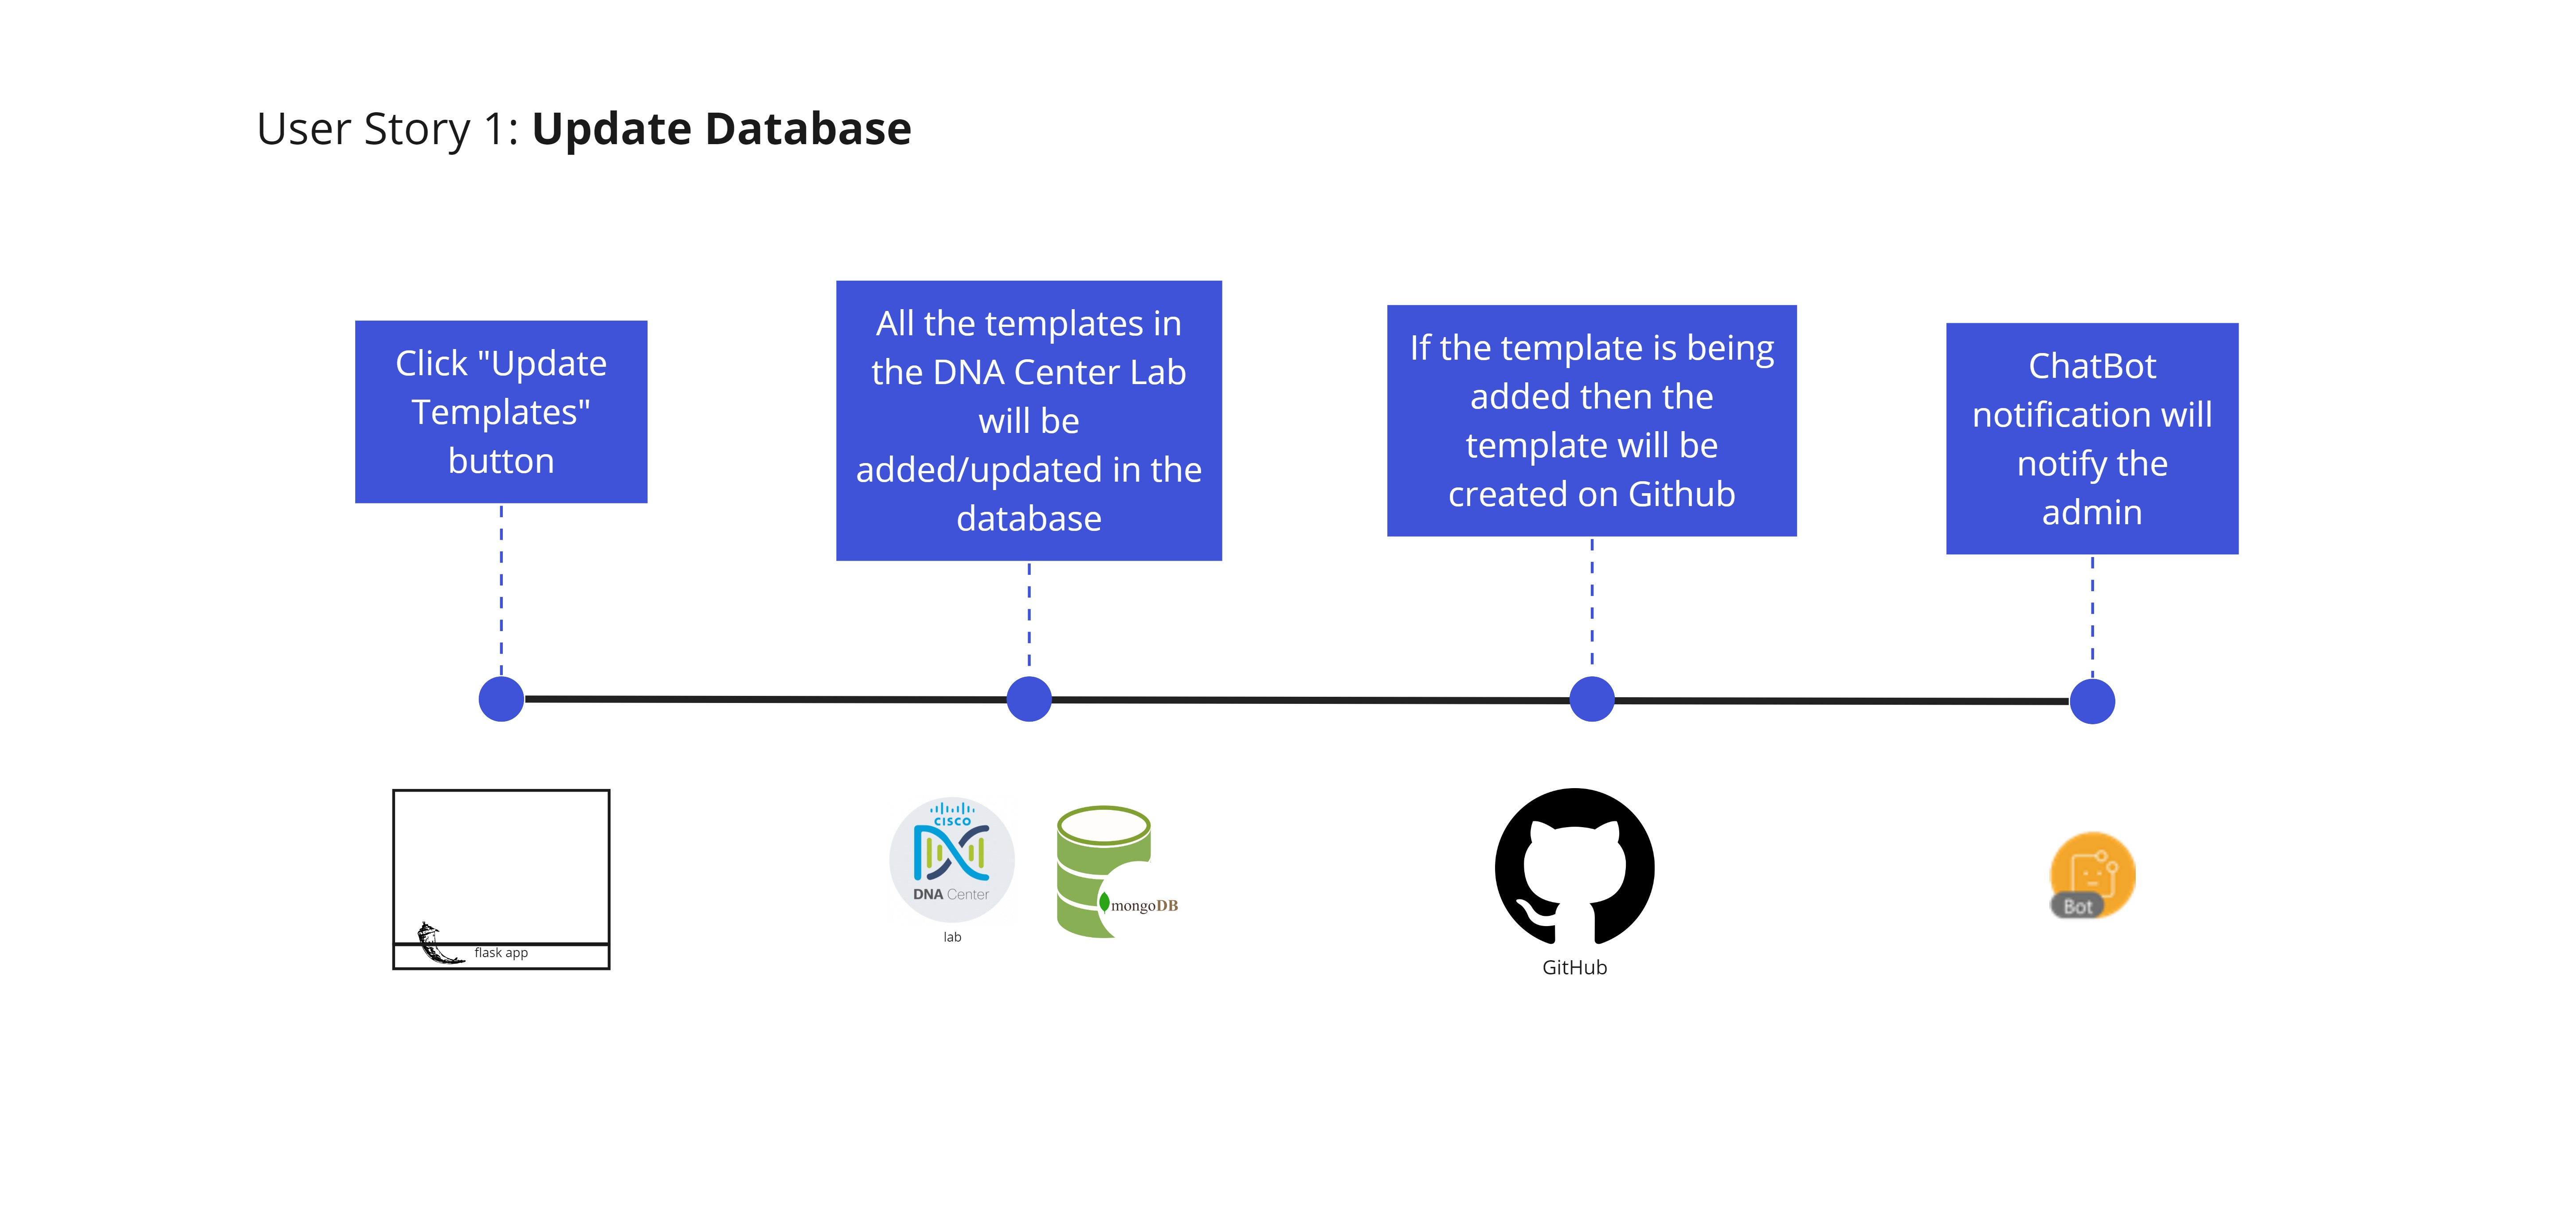 User Story 1: Update Database
Click "Update
Templates"
button
All the templates in
the DNA Center Lab
will be
added/updated in the
database
If the template is being
added then the
template will be
created on Github
ChatBot
notification will
notify the
admin
flask app
CISCO
DNA Center
lab
mongoDB
GitHub
Bot